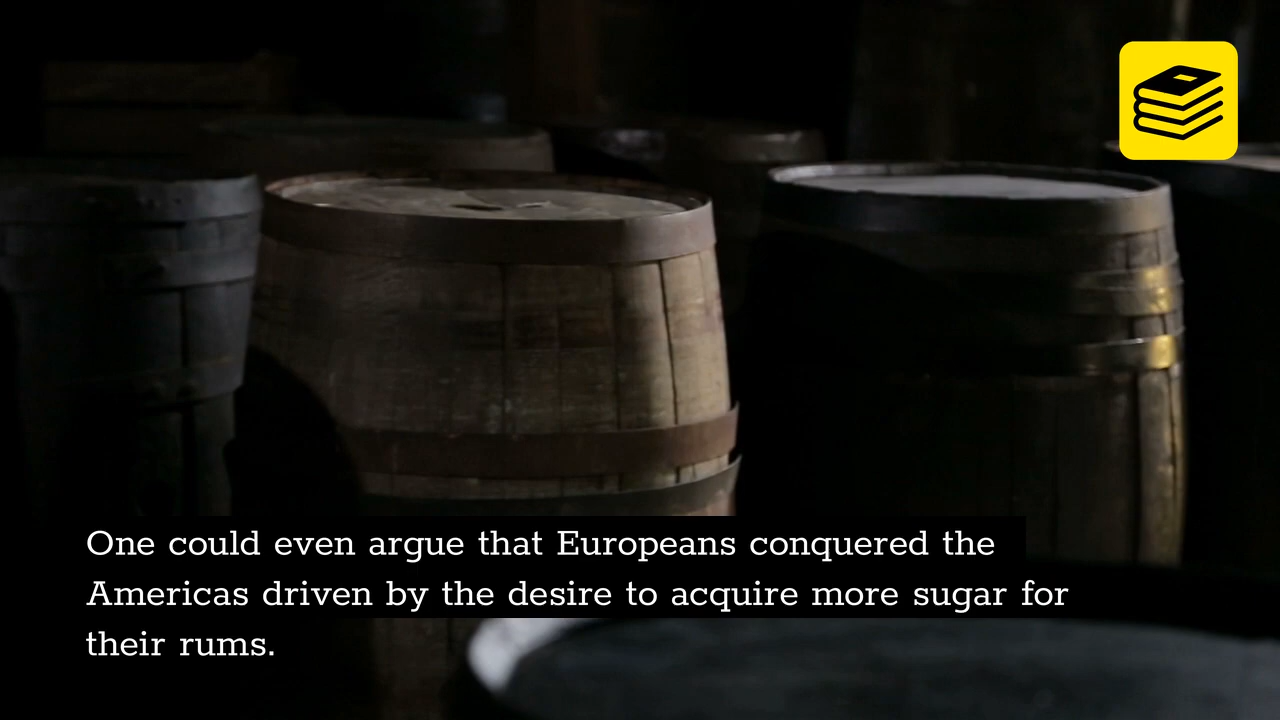 One could even argue that Europeans conquered the
Americas driven by the desire to acquire more sugar for
their rums.